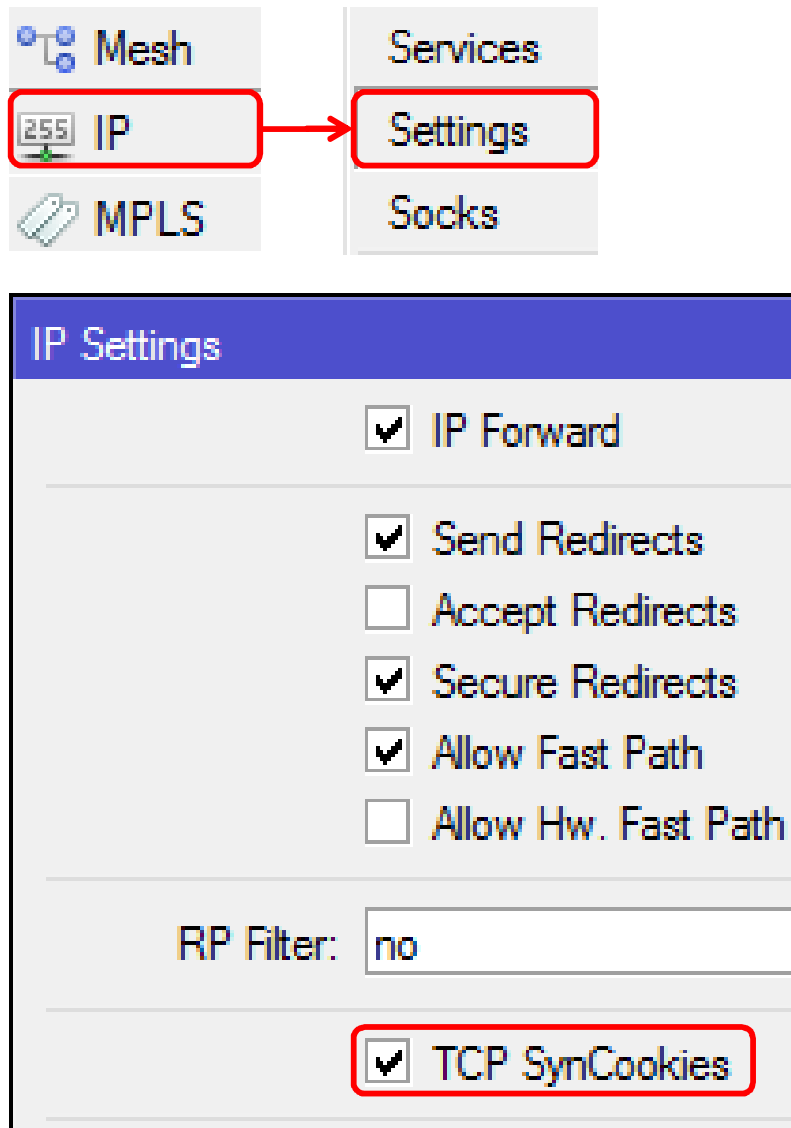 Mesh
Services
255 IP
Settings
MPLS
Socks
IP Settings
IP Forward
Send Redirects
Accept Redirects
Secure Redirects
Allow Fast Path
Allow Hw. Fast Path
RP Filter: no
TCP SynCookies